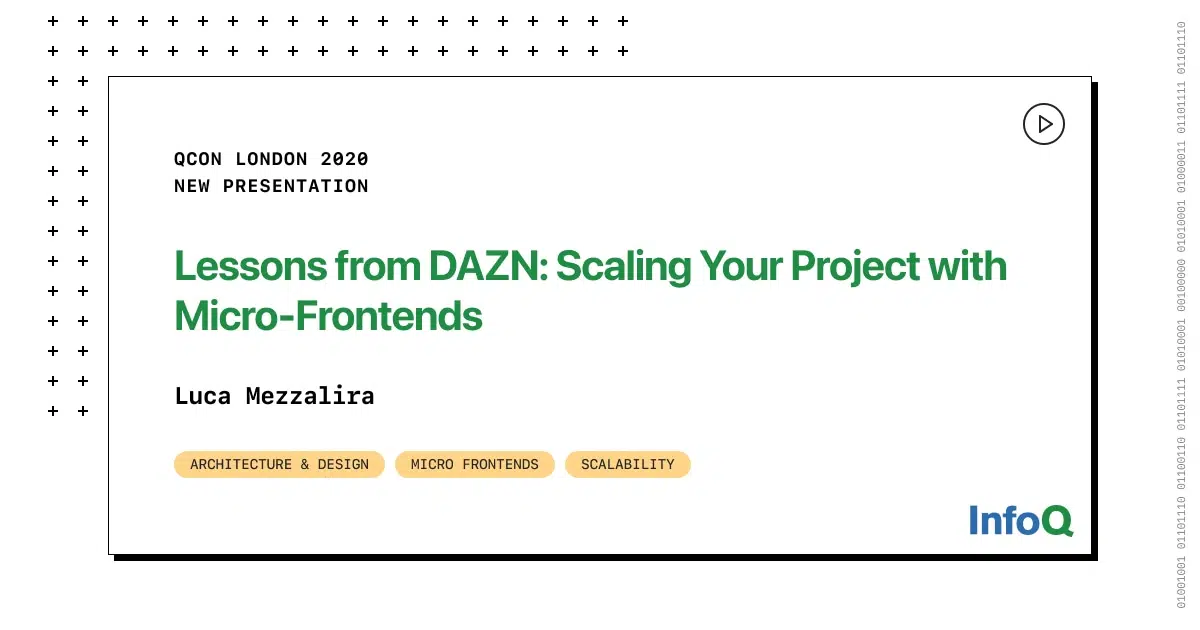 QCON LONDON 2020
NEW PRESENTATION
Lessons from DAZN: Scaling Your Project with
Micro-Frontends
Luca Mezzalira
ARCHITECTURE & DESIGN
MICRO FRONTENDS
SCALABILITY
InfoQ
01001001 01101110 01100110 01101111 01010001 00100000 01010001 01000011 01101111 01101110